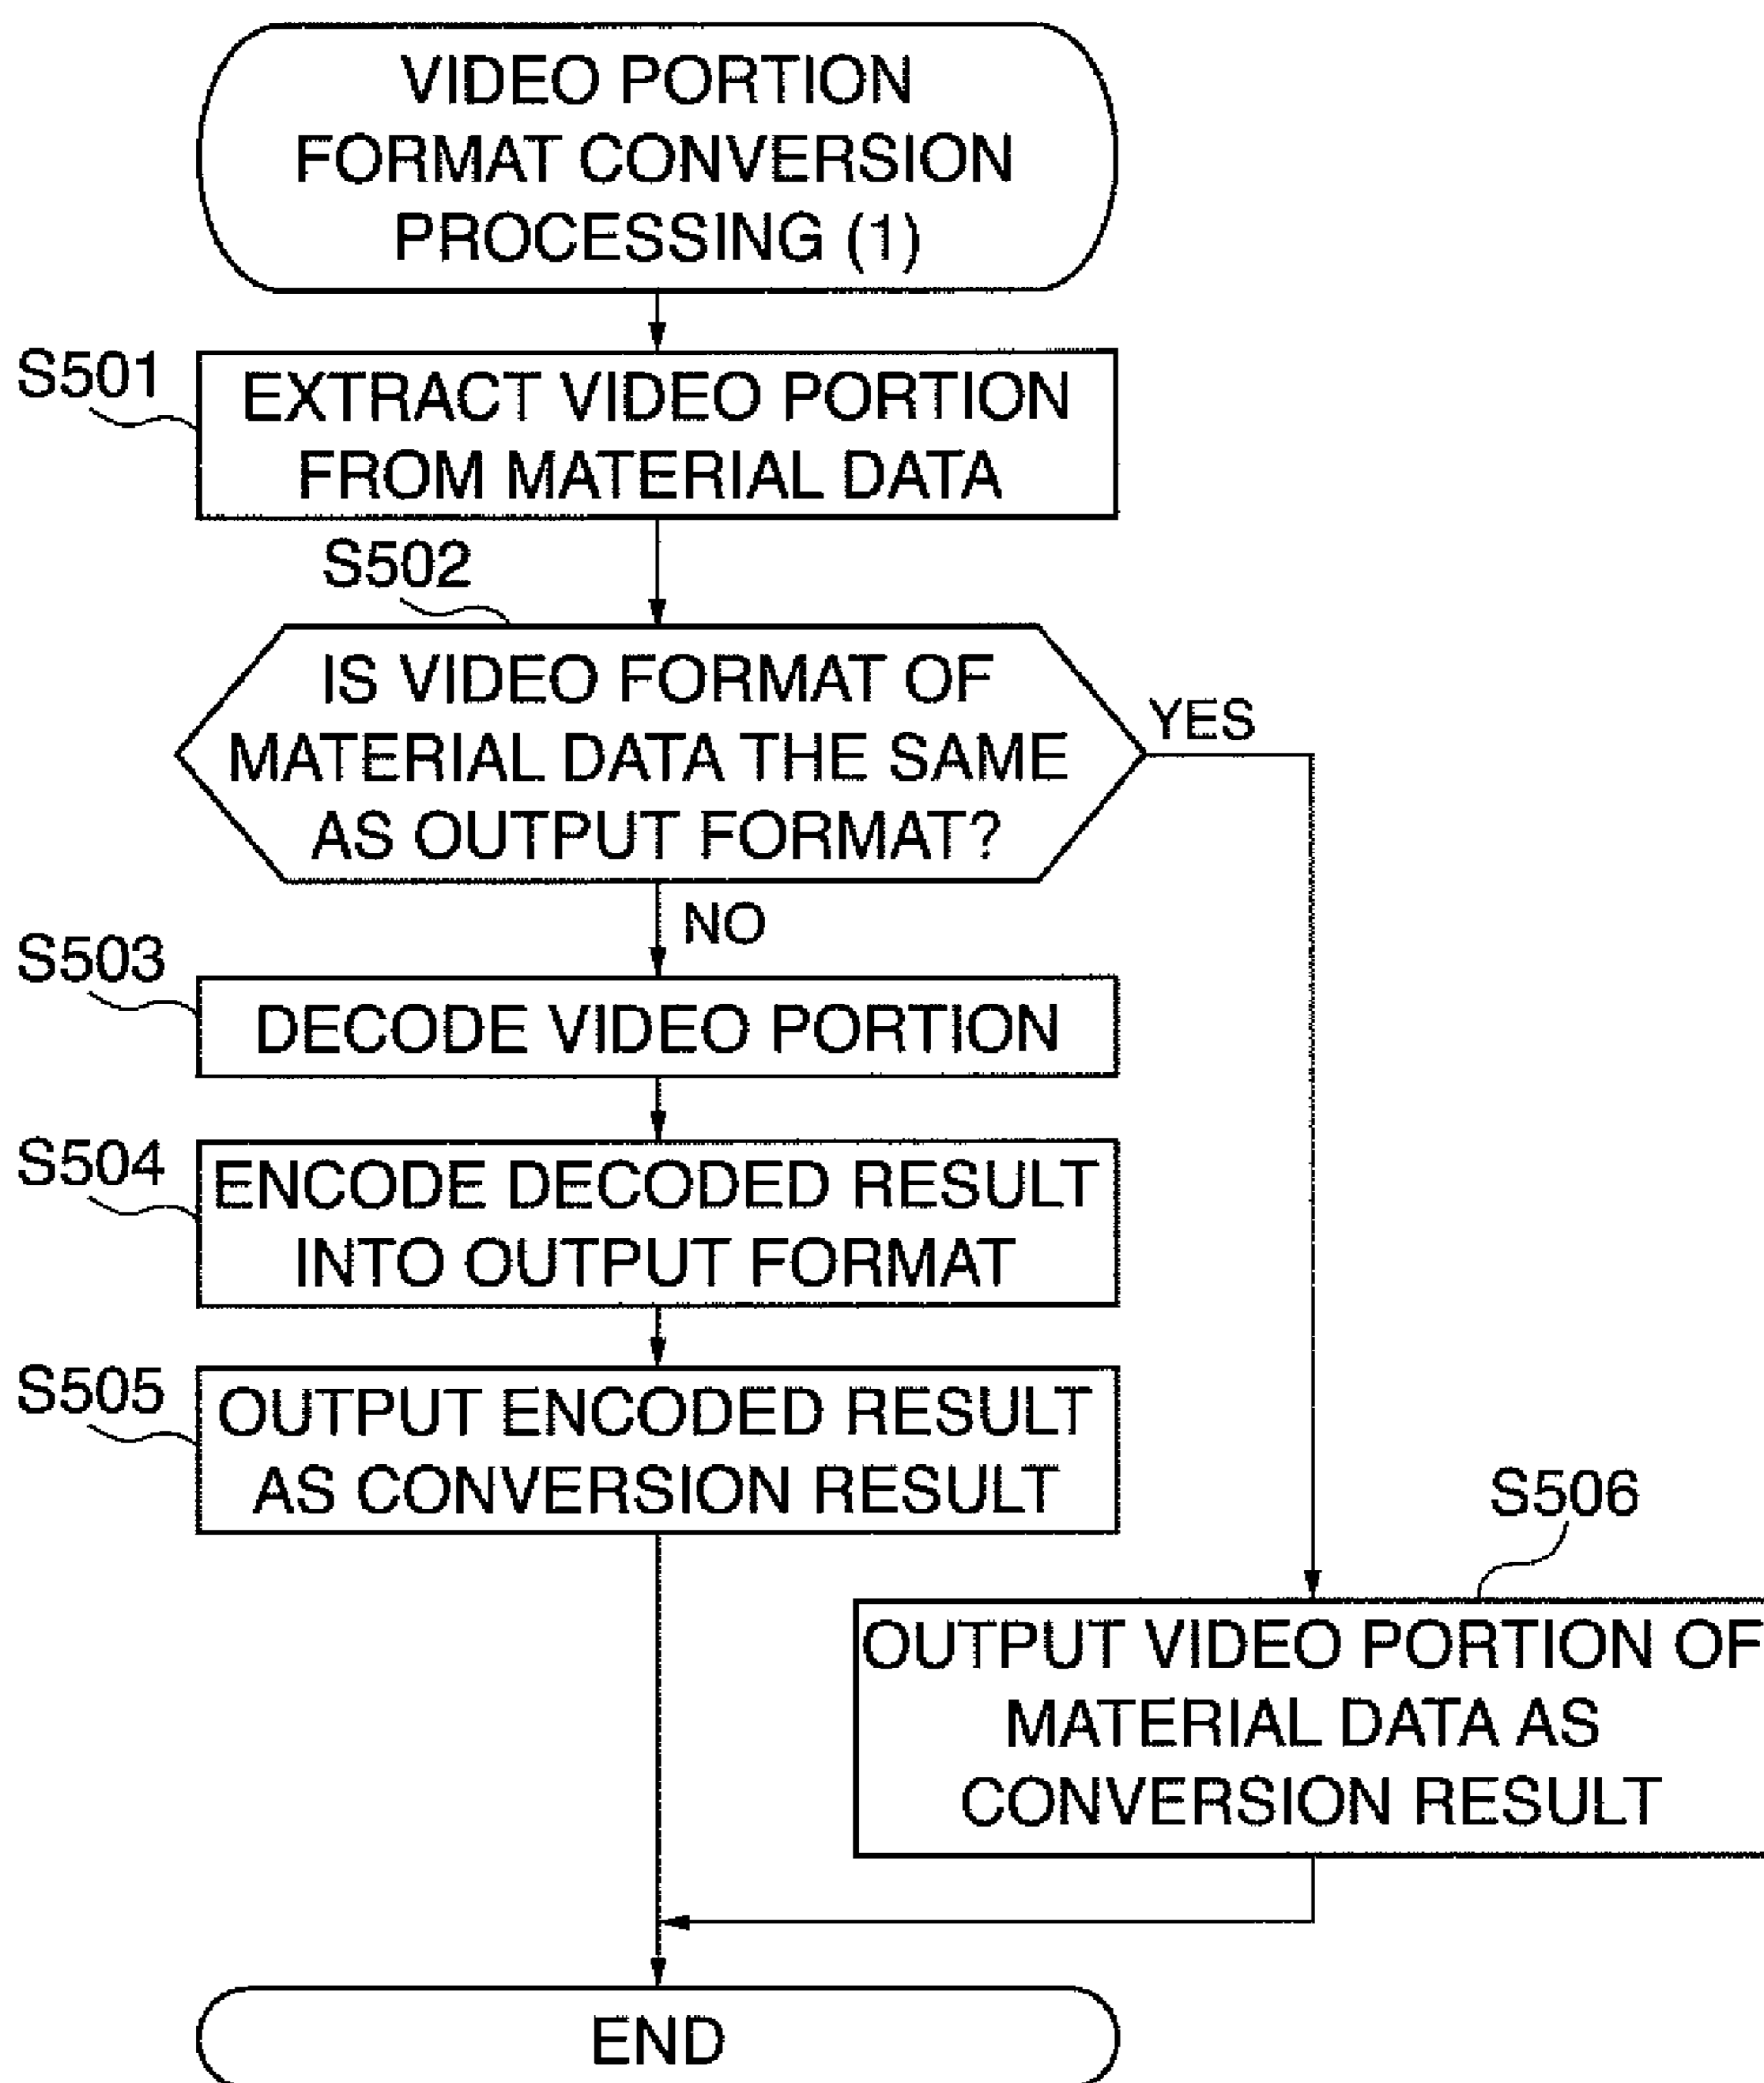 VIDEO PORTION
FORMAT CONVERSION
PROCESSING (1)
S501
EXTRACT VIDEO PORTION
FROM MATERIAL DATA
S502
IS VIDEO FORMAT OF
MATERIAL DATA THE SAME
AS OUTPUT FORMAT?
YES
NO
S503
DECODE VIDEO PORTION
S504
ENCODE DECODED RESULT
INTO OUTPUT FORMAT
S505
OUTPUT ENCODED RESULT
AS CONVERSION RESULT
S506
OUTPUT VIDEO PORTION OF
MATERIAL DATA AS
CONVERSION RESULT
END